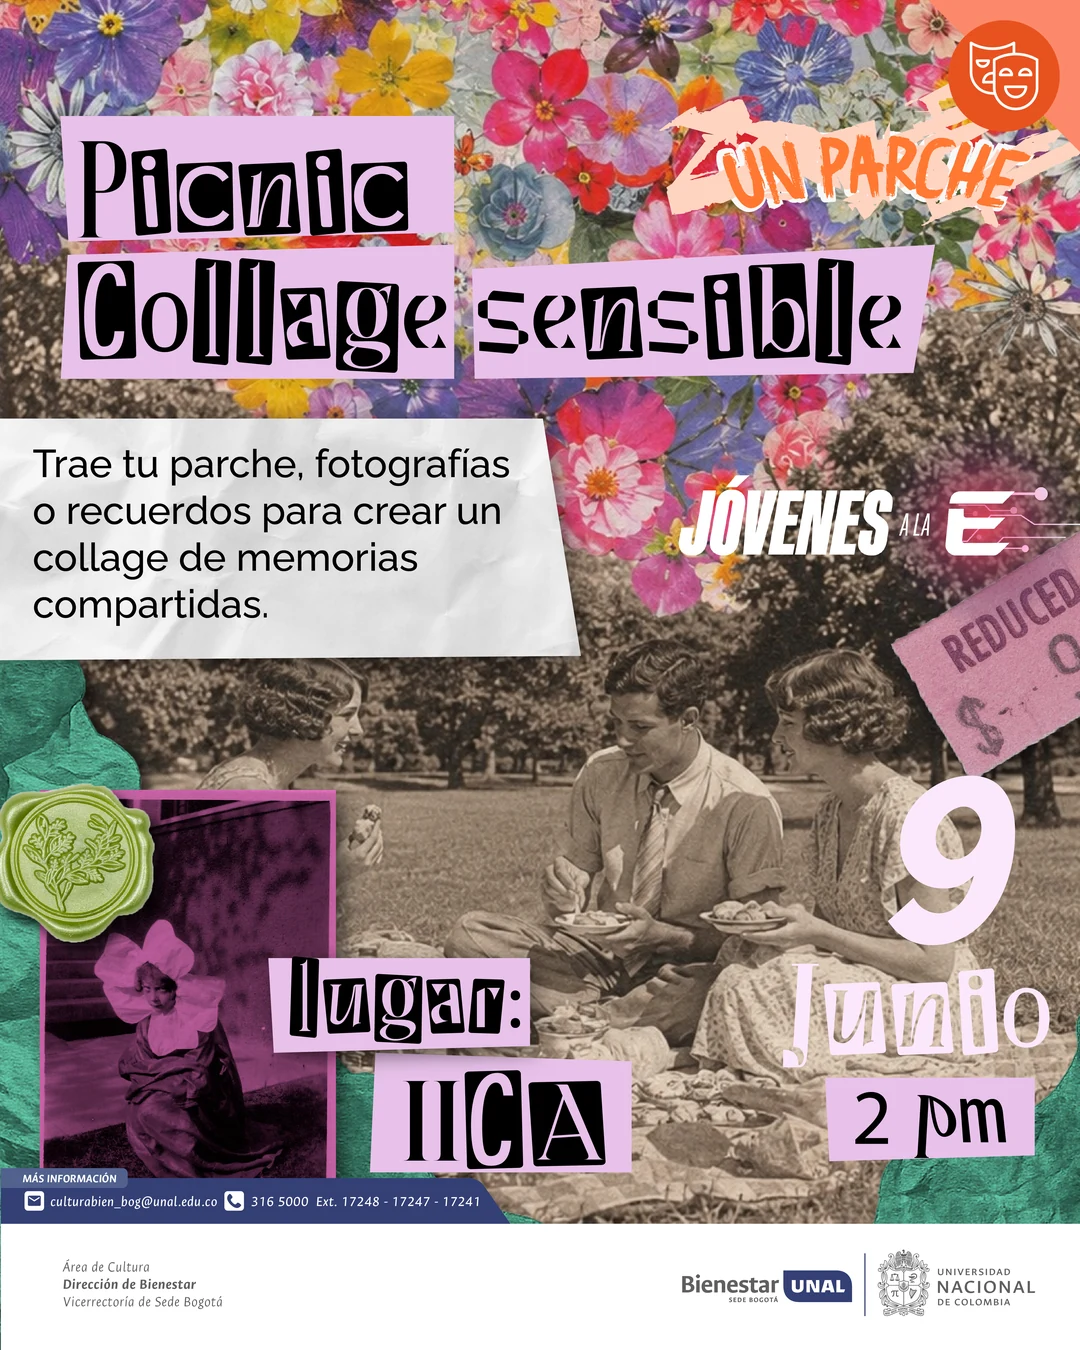 Picnic
Collage sensible
UN PARCHE
Trae tu parche, fotografías
o recuerdos para crear un
collage de memorias
compartidas.
JÓVENES A LA E
REDUCED
$
9
Junio
2 pm
lugar:
IICA
MÁS INFORMACIÓN
culturabien_bog@unal.edu.co 316 5000 Ext. 17248 - 17247 - 17241
Área de Cultura
Dirección de Bienestar
Vicerrectoría de Sede Bogotá
Bienestar UNAL
SEDE BOGOTÁ
UNIVERSIDAD
NACIONAL
DE COLOMBIA